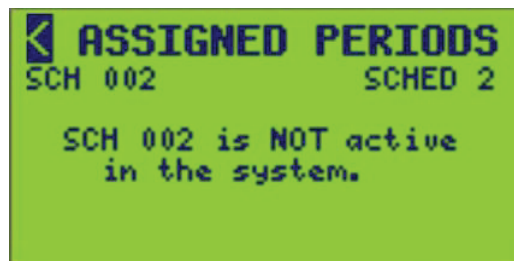 < ASSIGNED PERIODS
SCH 002 SCHED 2
SCH 002 is NOT active
in the system.